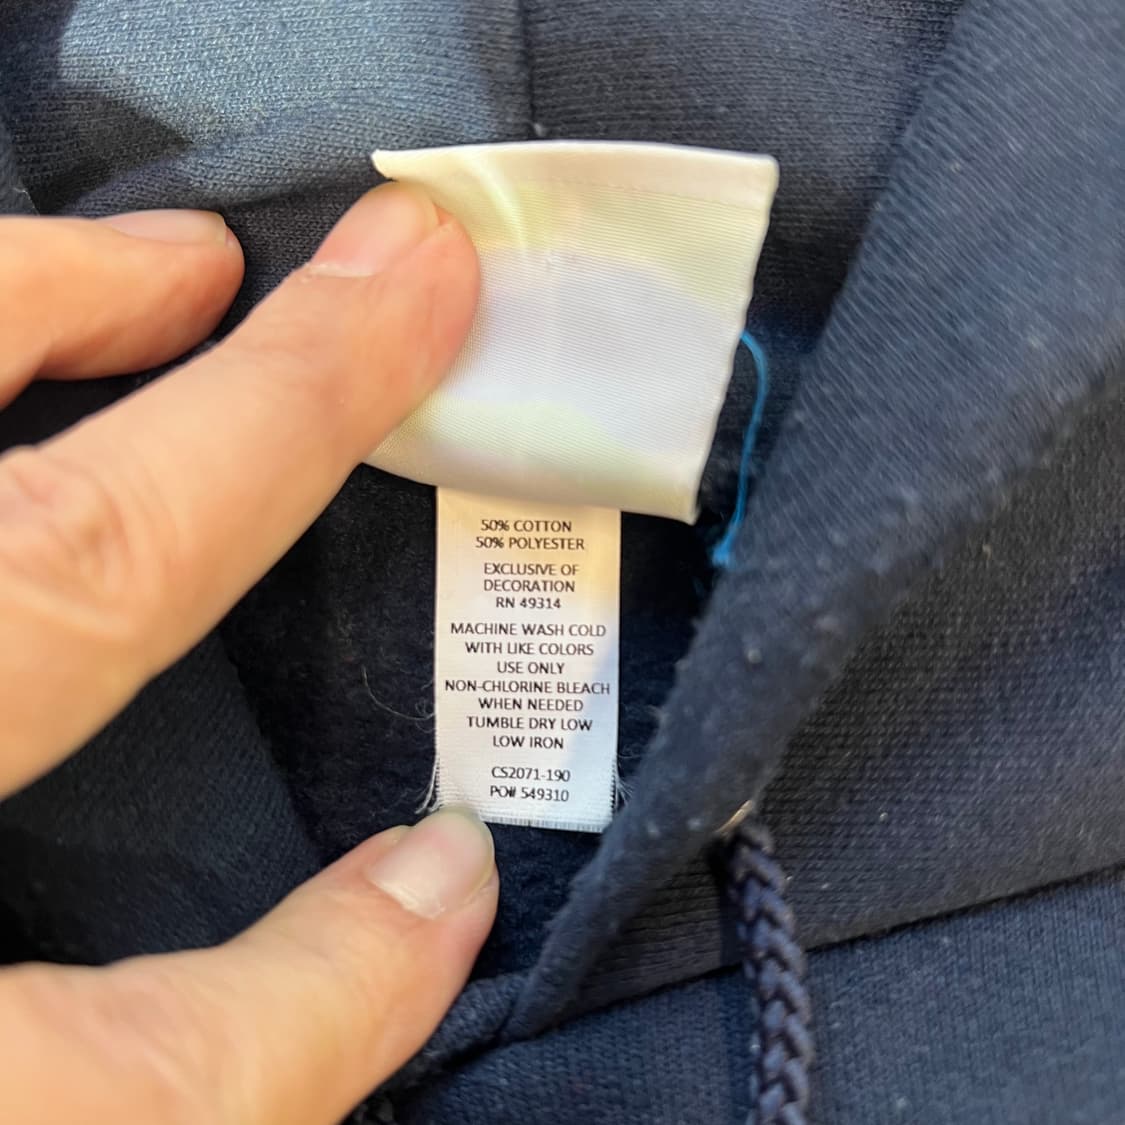 50% COTTON
50% POLYESTER
EXCLUSIVE OF
DECORATION
RN 49314
MACHINE WASH COLD
WITH LIKE COLORS
USE ONLY
NON-CHLORINE BLEACH
WHEN NEEDED
TUMBLE DRY LOW
LOW IRON
CS2071-190
PO# 549310